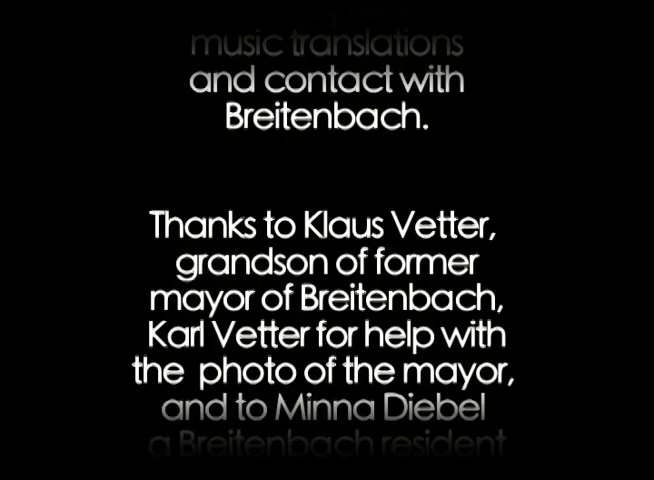 music translations
and contact with
Breitenbach.
Thanks to Klaus Vetter,
grandson of former
mayor of Breitenbach,
Karl Vetter for help with
the photo of the mayor,
and to Minna Diebel
a Breitenbach resident